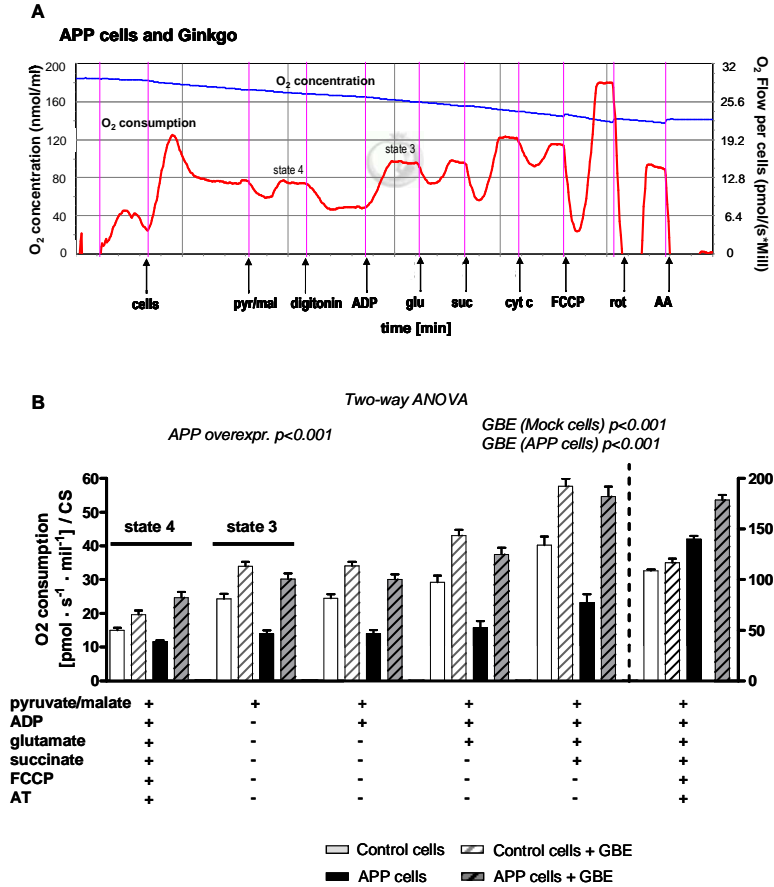 A
APP cells and Ginkgo
O2 concentration (nmol/ml)
200
160
120
80
40
0
O2 concentration
O2 consumption
state 4
state 3
32
25.6
19.2
12.8
6.4
0
O2 Flow per cells (pmol/(s*Mill)
cells pyr/mal digitonin ADP glu suc cyt c FCCP rot AA
time [min]
B
Two-way ANOVA
APP overexpr. p<0.001
GBE (Mock cells) p<0.001
GBE (APP cells) p<0.001
O2 consumption
[pmol · s-1 · mil-1] / CS
60
50
40
30
20
10
0
state 4 state 3
200
150
100
50
0
pyruvate/malate + + + + + +
ADP + - + + + +
glutamate + - - + + +
succinate + - - - + +
FCCP + - - - - +
AT + - - - - +
Control cells Control cells + GBE
APP cells APP cells + GBE